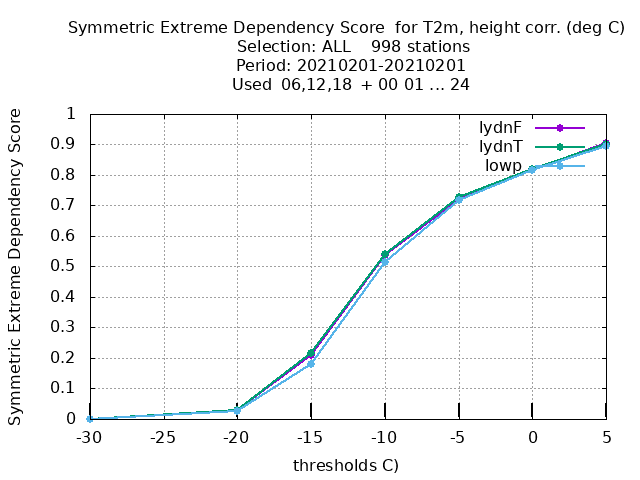 Symmetric Extreme Dependency Score  for T2m, height corr. (deg C)
Selection: ALL    998 stations
Period: 20210201-20210201
Used  06,12,18  + 00 01 ... 24
Symmetric Extreme Dependency Score
1
0.9
0.8
0.7
0.6
0.5
0.4
0.3
0.2
0.1
0
lydnF
lydnT
lowp
-30 -25 -20 -15 -10 -5 0 5
thresholds C)